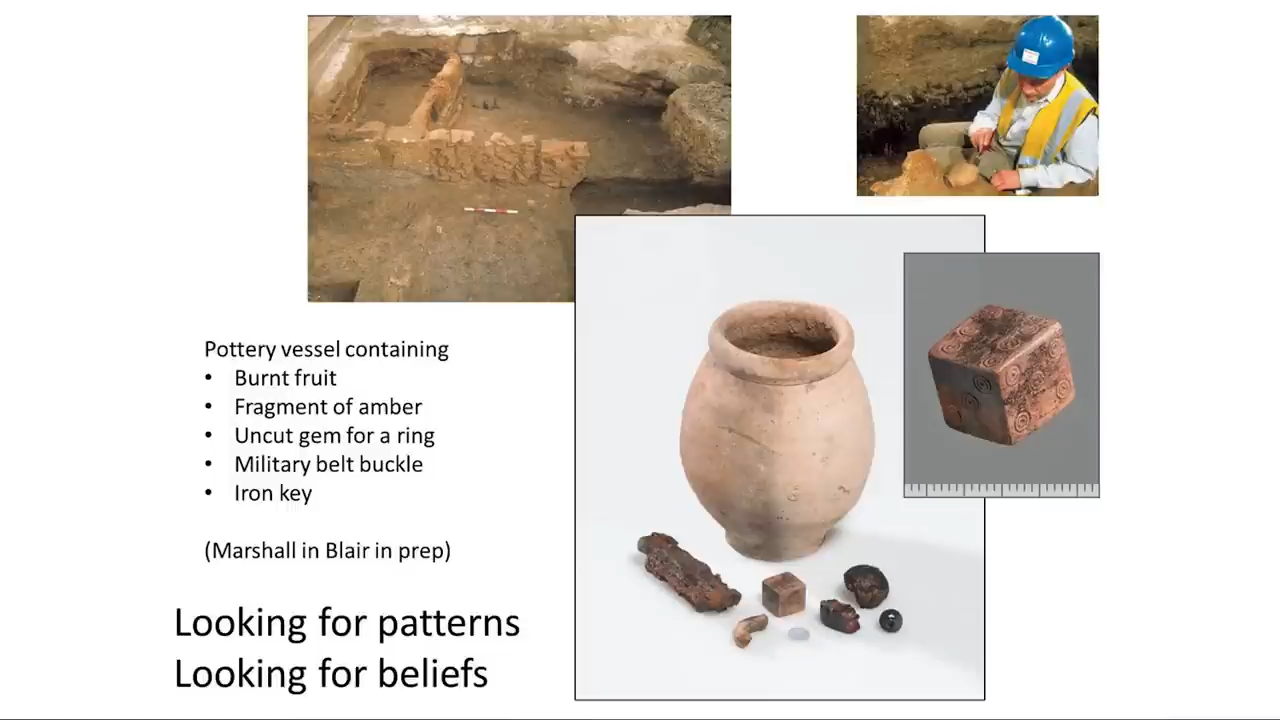 Pottery vessel containing
• Burnt fruit
• Fragment of amber
• Uncut gem for a ring
• Military belt buckle
• Iron key
(Marshall in Blair in prep)
Looking for patterns
Looking for beliefs